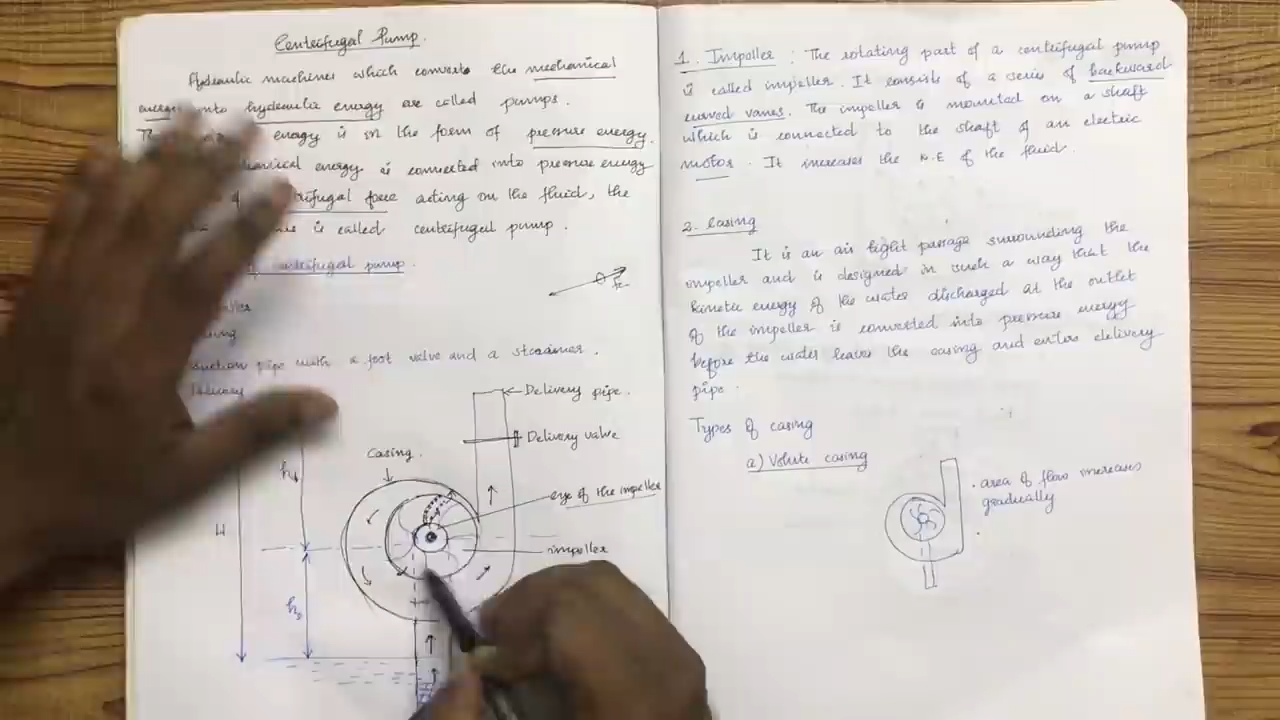 Centrifugal Pump.
Hydraulic machines which converts the mechanical
energy into hydraulic energy are called pumps.
energy is in the form of pressure energy.
energy is converted into pressure energy
force acting on the fluid, the
is called centrifugal pump.
centrifugal pump.
Fc
suction pipe with a foot valve and a strainer.
Delivery pipe.
Delivery valve
Casing.
eye of the impeller
impeller
hd
H
hs
1. Impeller : The rotating part of a centrifugal pump
is called impeller. It consists of a series of backward
curved vanes. The impeller is mounted on a shaft
which is connected to the shaft of an electric
motor. It increases the K.E of the fluid.
2. Casing
It is an air tight passage surrounding the
impeller and is designed in such a way that the
kinetic energy of the water discharged at the outlet
of the impeller is converted into pressure energy
before the water leaves the casing and enters delivery
pipe.
Types of casing
a) Volute casing
. area of flow increases
gradually